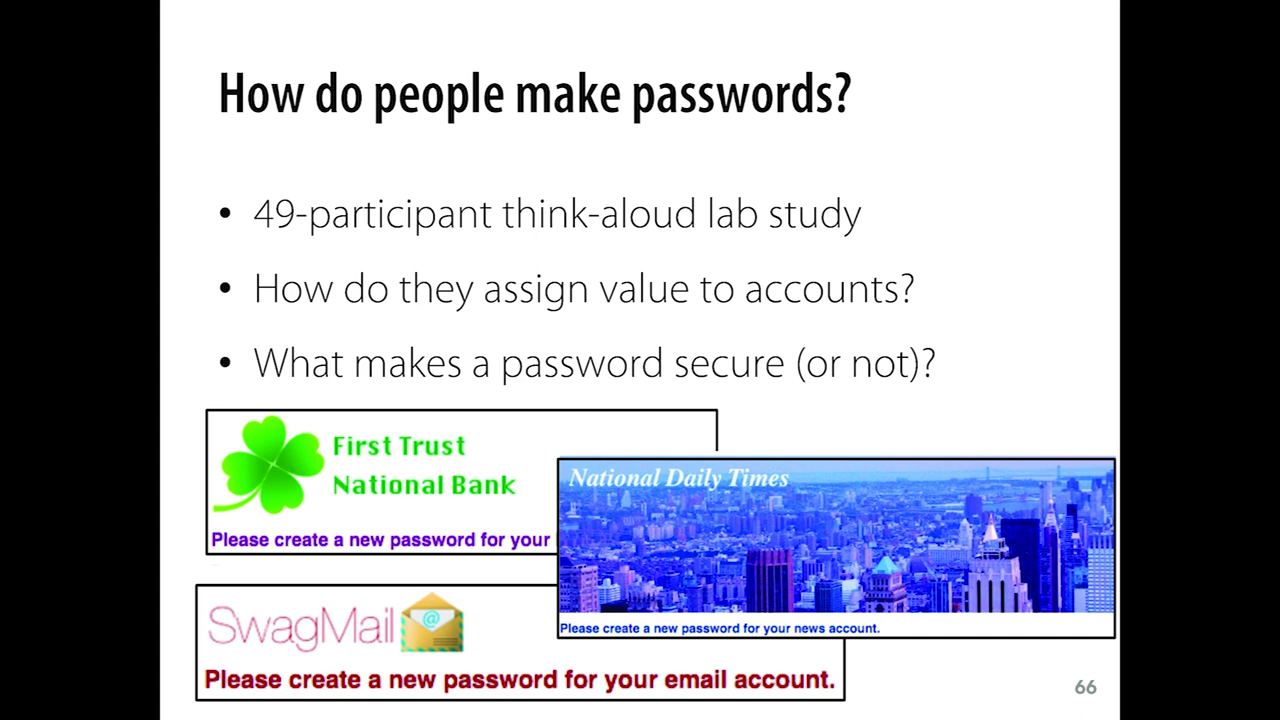 How do people make passwords?
• 49-participant think-aloud lab study
• How do they assign value to accounts?
• What makes a password secure (or not)?
First Trust
National Bank
Please create a new password for your
National Daily Times
Please create a new password for your news account.
SwagMail
@
Please create a new password for your email account.
66